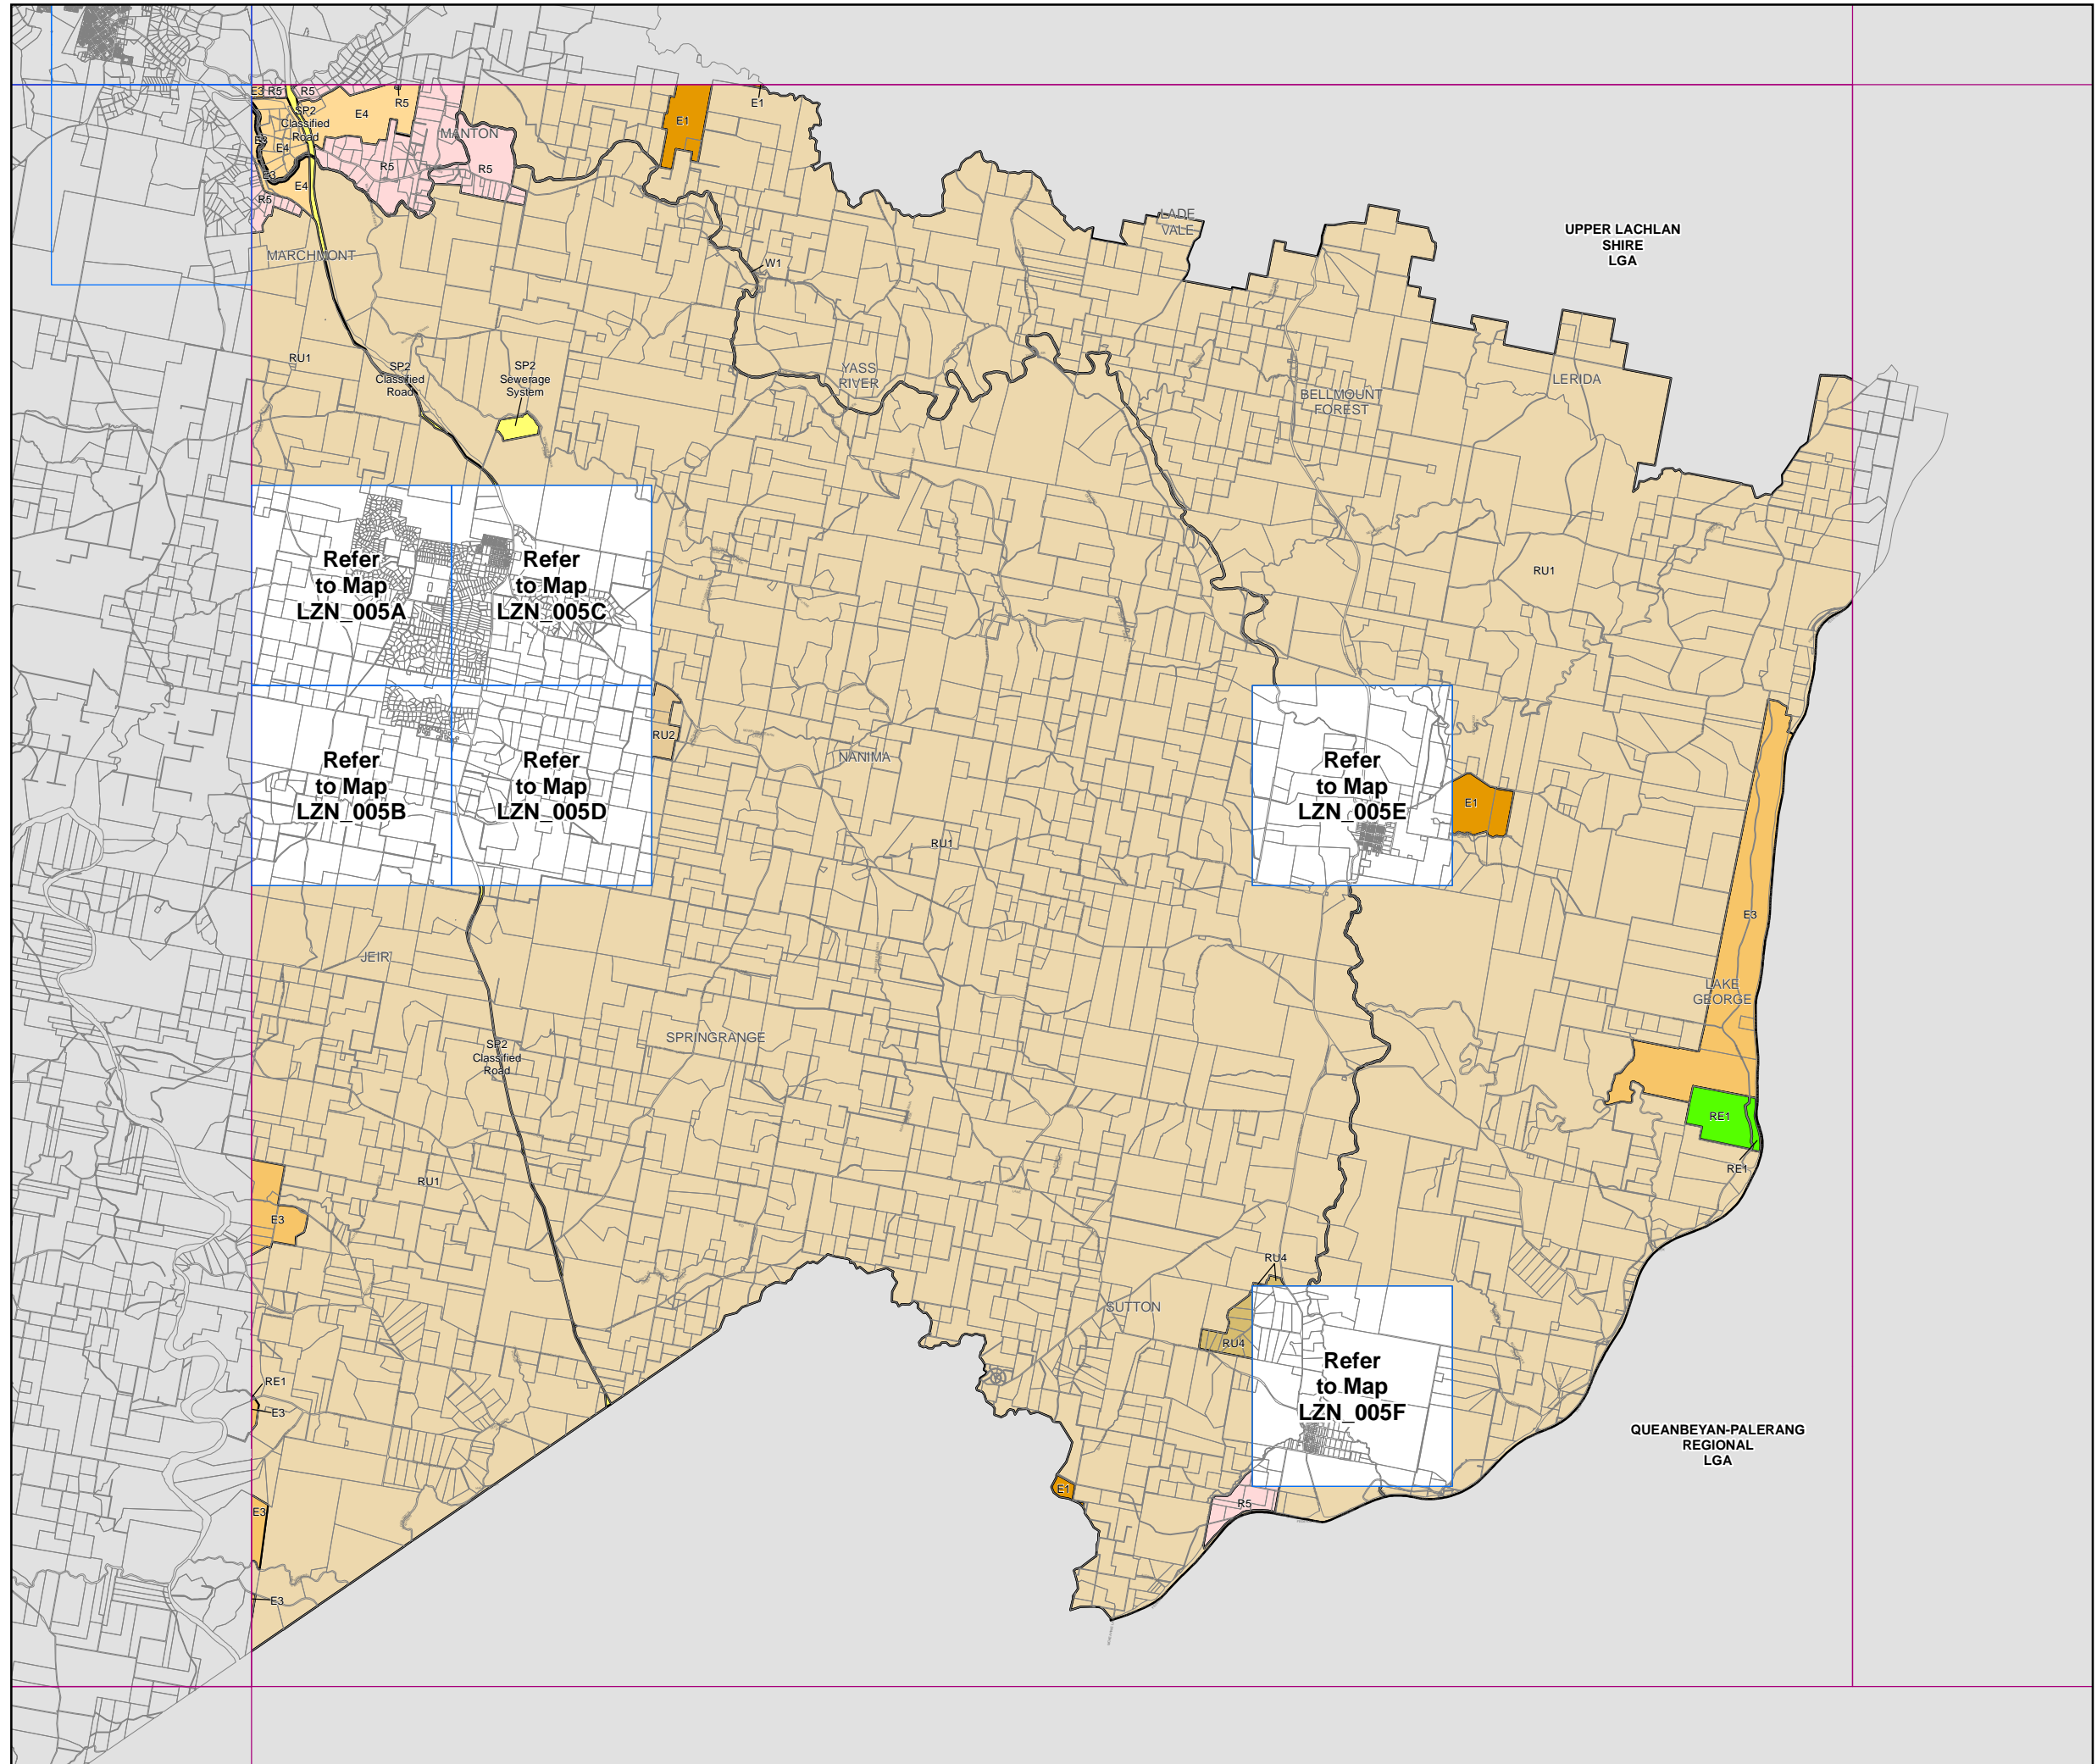 E3
R5
R5
R5
SP2
Classified
Road
E4
E1
E1
MANTON
E3
E4
R5
R5
E3
E4
R5
LADE
VALE
UPPER LACHLAN
SHIRE
LGA
MARCHMONT
W1
RU1
SP2
Classified
Road
SP2
Sewerage
System
YASS
RIVER
BELLMOUNT
FOREST
LERIDA
Refer
to Map
LZN_005A
Refer
to Map
LZN_005C
RU1
RU2
Refer
to Map
LZN_005B
Refer
to Map
LZN_005D
NANIMA
Refer
to Map
LZN_005E
E1
RU1
E3
JEIR
LAKE
GEORGE
SPRINGRANGE
SP2
Classified
Road
RE1
RE1
RU1
E3
RU4
SUTTON
RU4
Refer
to Map
LZN_005F
RE1
E3
QUEANBEYAN-PALERANG
REGIONAL
LGA
E1
R5
E3
E3